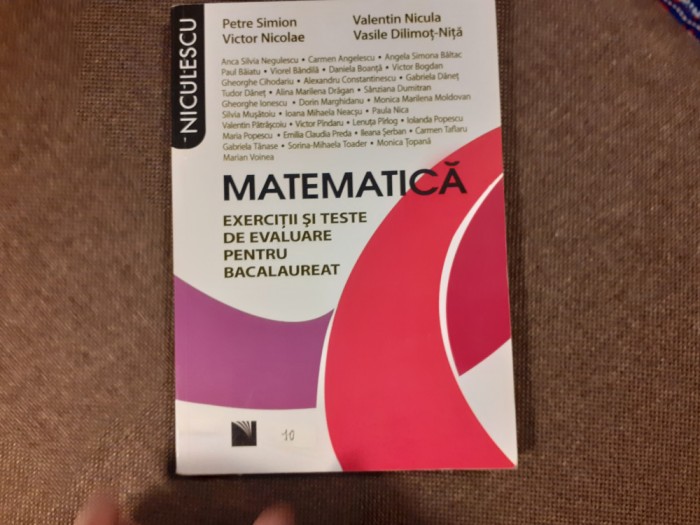 NICULESCU
Petre Simion Valentin Nicula
Victor Nicolae Vasile Dilimoț-Niță
Anca Silvia Negulescu • Carmen Angelescu • Angela Simona Băltac
Paul Băiatu • Viorel Bândilă • Daniela Boanță • Victor Bogdan
Gheorghe Cihodariu • Alexandru Constantinescu • Gabriela Dăneț
Tudor Dăneț • Alina Marilena Drăgan • Sânziana Dumitran
Gheorghe Ionescu • Dorin Marghidanu • Monica Marilena Moldovan
Silvia Mușătoiu • Ioana Mihaela Neacșu • Paula Nica
Valentin Pătrășcoiu • Victor Pîndaru • Lenuța Pîrlog • Iolanda Popescu
Maria Popescu • Emilia Claudia Preda • Ileana Șerban • Carmen Taflaru
Gabriela Tănase • Sorina-Mihaela Toader • Monica Țopană
Marian Voinea
MATEMATICĂ
EXERCIȚII ȘI TESTE
DE EVALUARE
PENTRU
BACALAUREAT
10